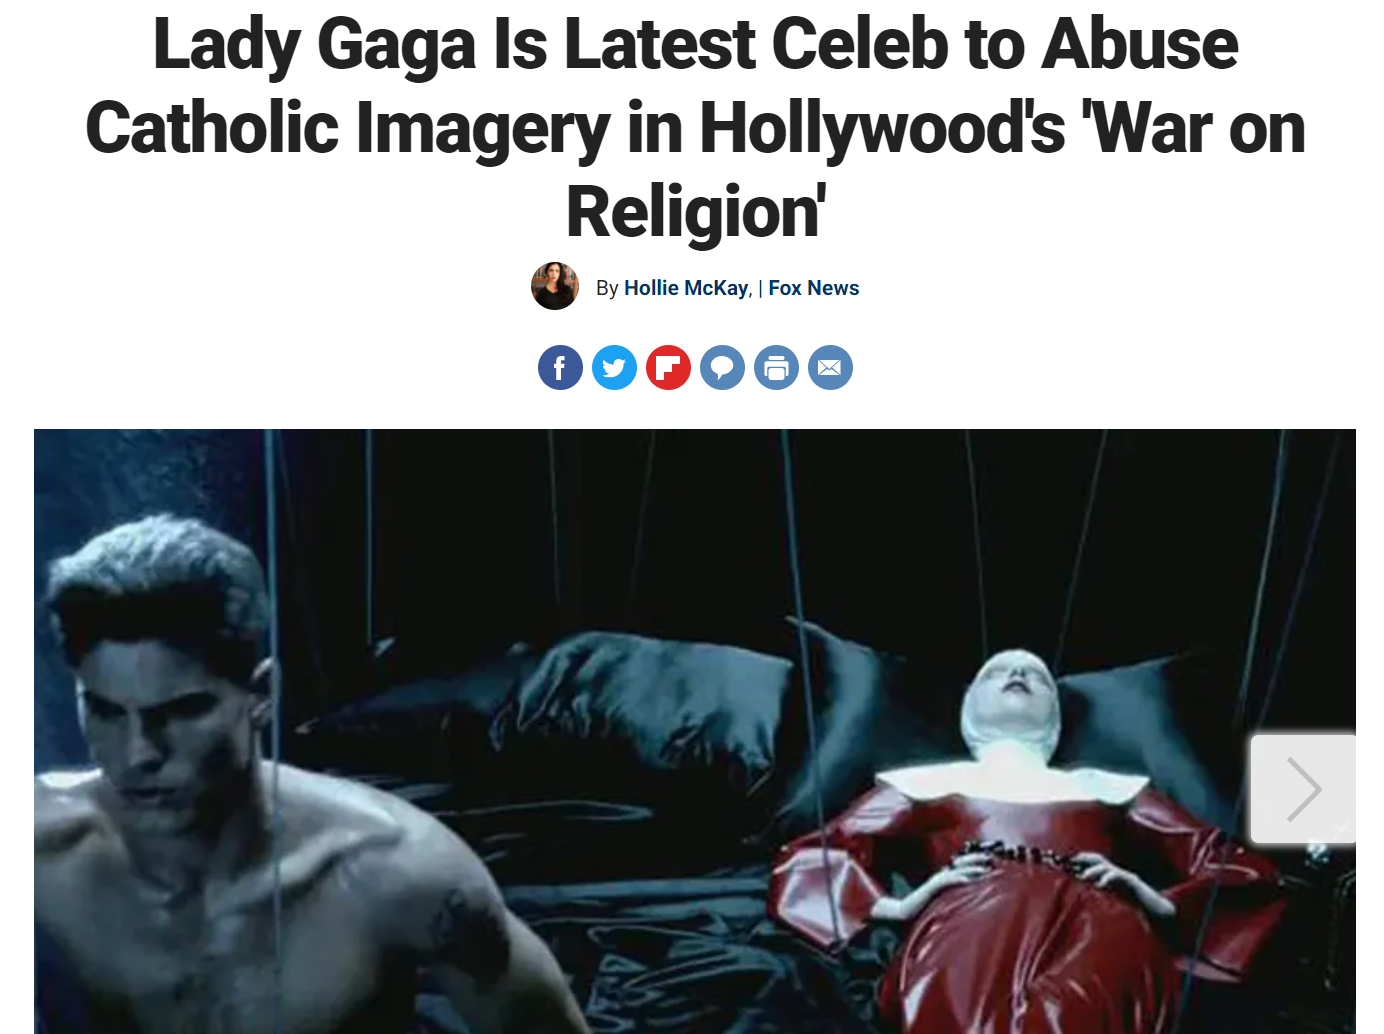 Lady Gaga Is Latest Celeb to Abuse
Catholic Imagery in Hollywood's 'War on
Religion'
By Hollie McKay, | Fox News